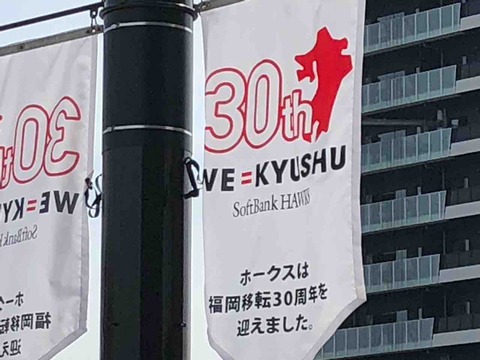 30th
WE=KYUSHU
SoftBank HAWKS
ホークスは
福岡移転30周年を
迎えました。